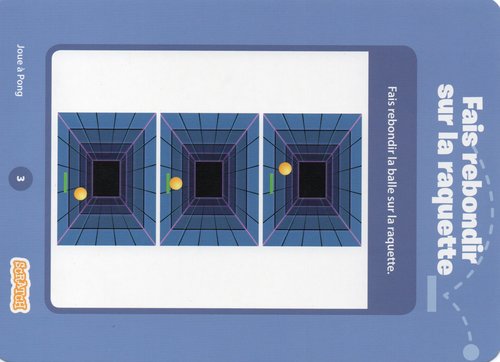 Fais rebondir
sur la raquette
Fais rebondir la balle sur la raquette.
Joue à Pong
3
SCRATCH